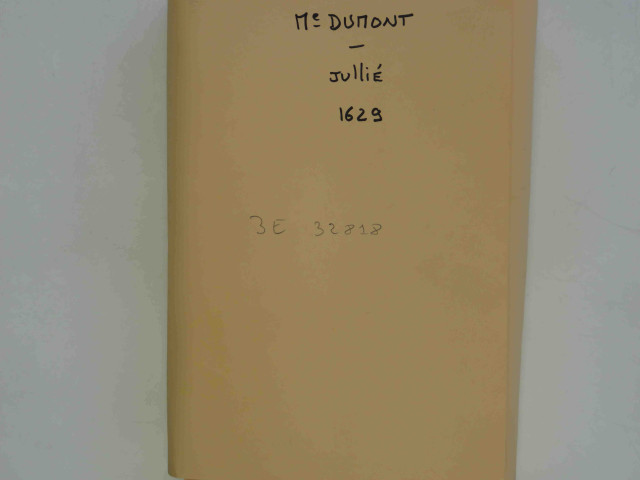 Me DUMONT
—
Jullié
1629
3E 32818